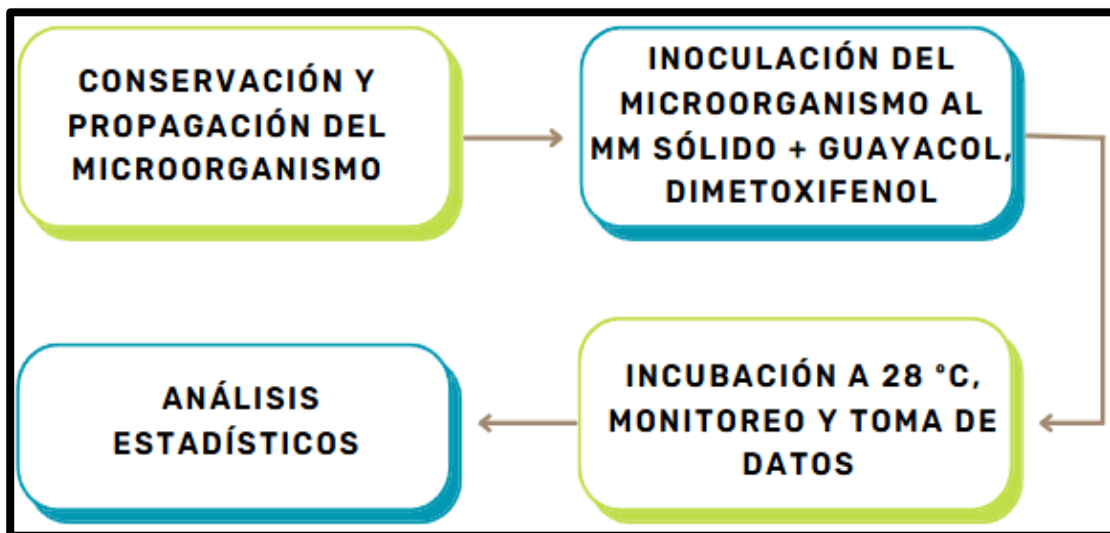 CONSERVACIÓN Y
PROPAGACIÓN DEL
MICROORGANISMO
INOCULACIÓN DEL
MICROORGANISMO AL
MM SÓLIDO + GUAYACOL,
DIMETOXIFENOL
INCUBACIÓN A 28 °C,
MONITOREO Y TOMA DE
DATOS
ANÁLISIS
ESTADÍSTICOS